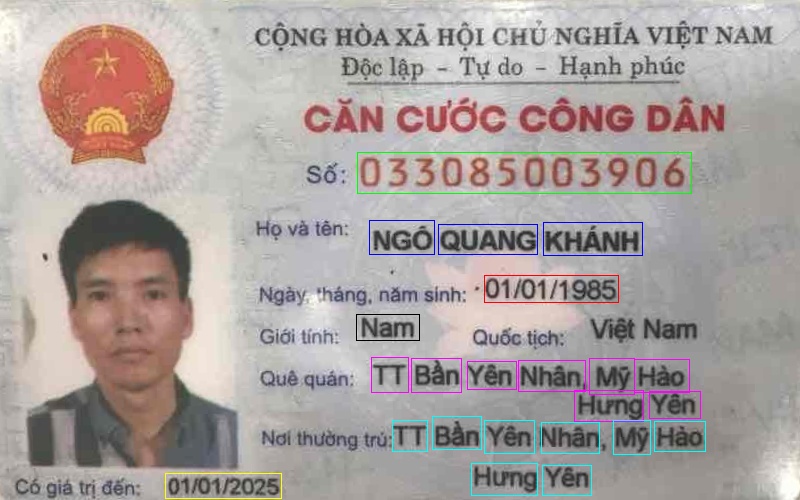 CỘNG HÒA XÃ HỘI CHỦ NGHĨA VIỆT NAM
Độc lập - Tự do - Hạnh phúc
CĂN CƯỚC CÔNG DÂN
Số: 033085003906
Họ và tên: NGÔ QUANG KHÁNH
Ngày, tháng, năm sinh: 01/01/1985
Giới tính: Nam Quốc tịch: Việt Nam
Quê quán: TT Bần Yên Nhân, Mỹ Hào
Hưng Yên
Nơi thường trú: TT Bần Yên Nhân, Mỹ Hào
Hưng Yên
Có giá trị đến: 01/01/2025